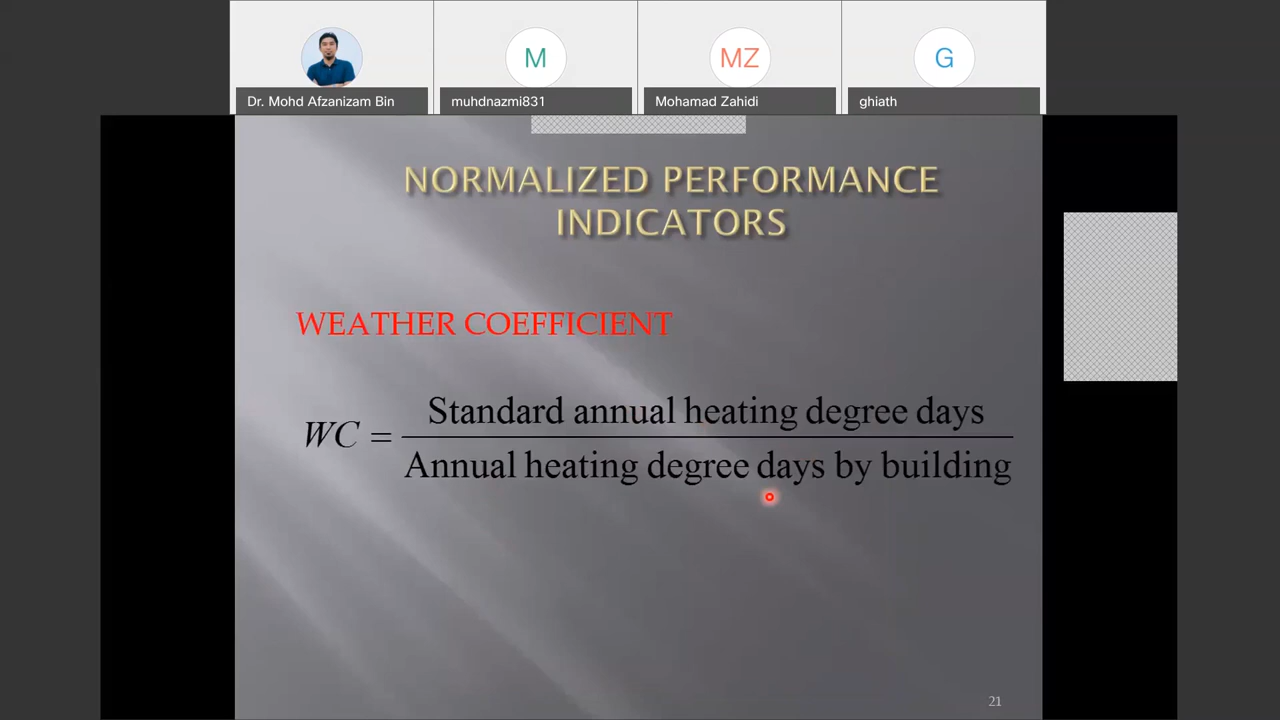 Dr. Mohd Afzanizam Bin
M
muhdnazmi831
MZ
Mohamad Zahidi
G
ghiath
NORMALIZED PERFORMANCE
INDICATORS
WEATHER COEFFICIENT
WC = Standard annual heating degree days
Annual heating degree days by building
21